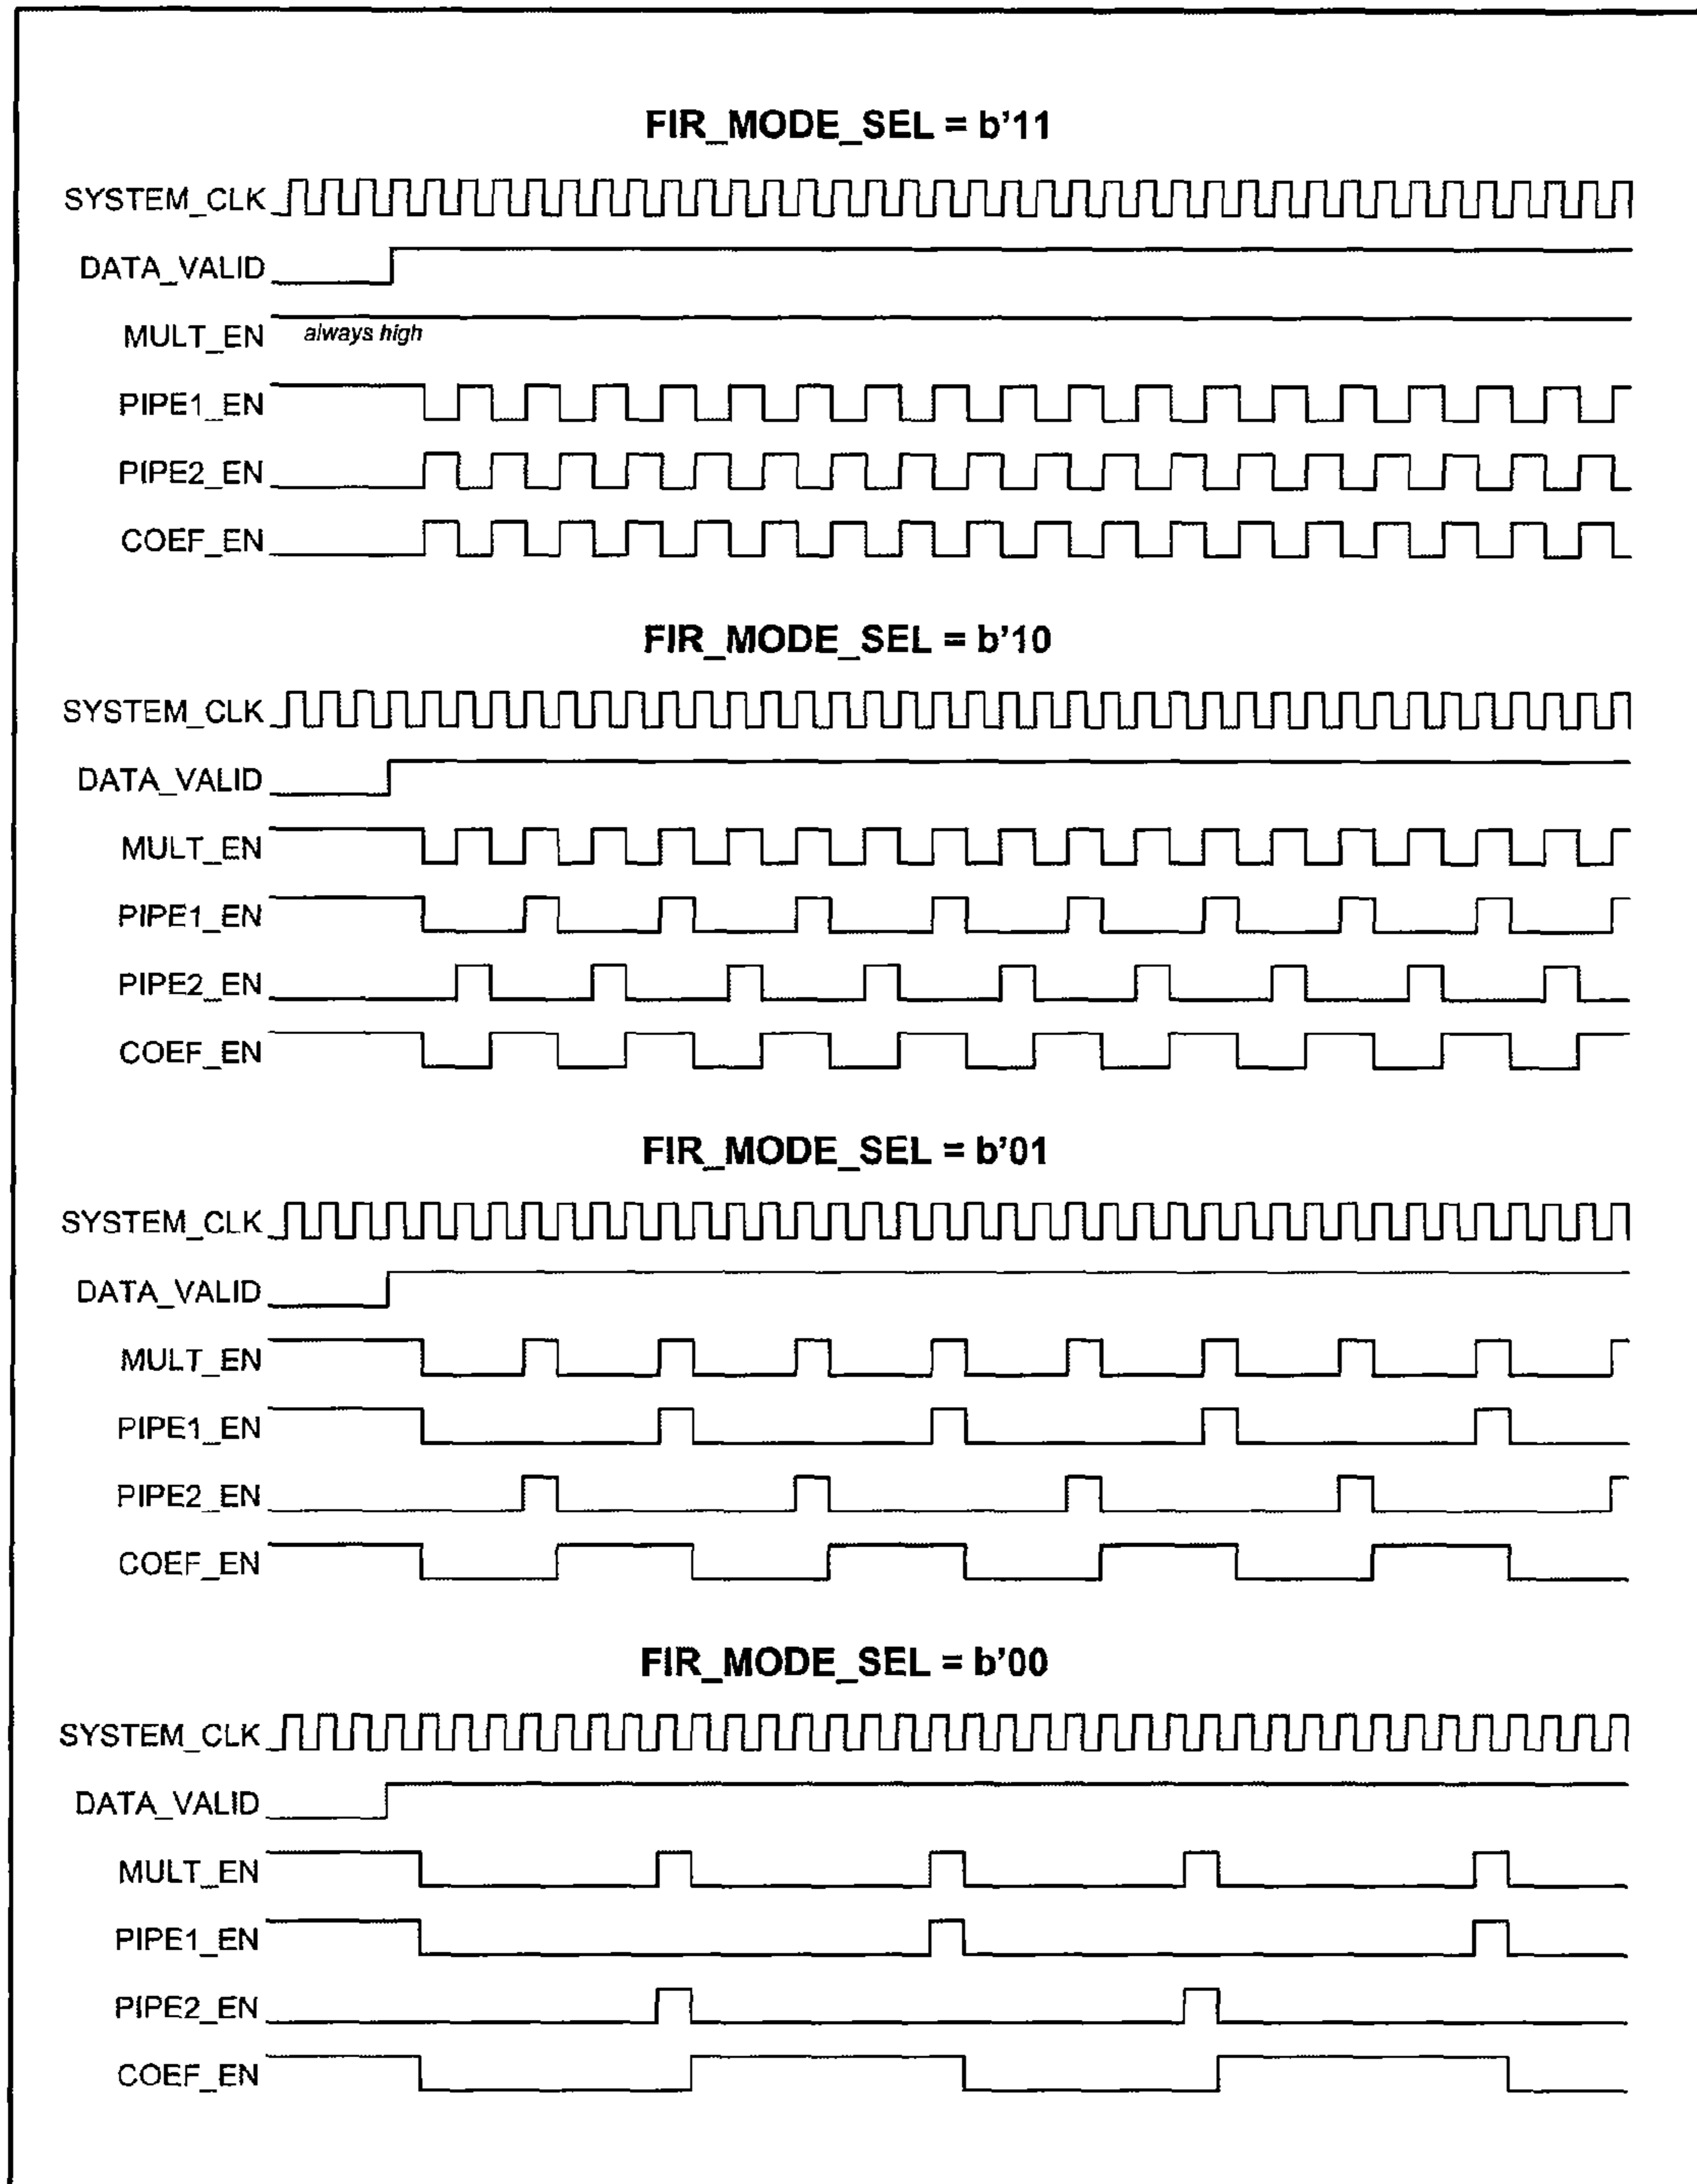 FIR_MODE_SEL = b'11
SYSTEM_CLK
DATA_VALID
MULT_EN always high
PIPE1_EN
PIPE2_EN
COEF_EN
FIR_MODE_SEL = b'10
SYSTEM_CLK
DATA_VALID
MULT_EN
PIPE1_EN
PIPE2_EN
COEF_EN
FIR_MODE_SEL = b'01
SYSTEM_CLK
DATA_VALID
MULT_EN
PIPE1_EN
PIPE2_EN
COEF_EN
FIR_MODE_SEL = b'00
SYSTEM_CLK
DATA_VALID
MULT_EN
PIPE1_EN
PIPE2_EN
COEF_EN